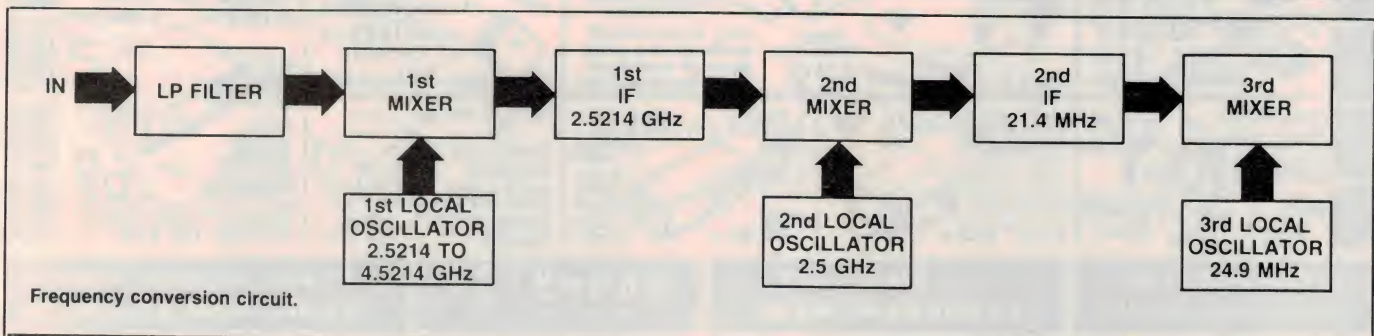 IN
LP FILTER
1st
MIXER
1st
IF
2.5214 GHz
2nd
MIXER
2nd
IF
21.4 MHz
3rd
MIXER
1st LOCAL
OSCILLATOR
2.5214 TO
4.5214 GHz
2nd LOCAL
OSCILLATOR
2.5 GHz
3rd LOCAL
OSCILLATOR
24.9 MHz
Frequency conversion circuit.